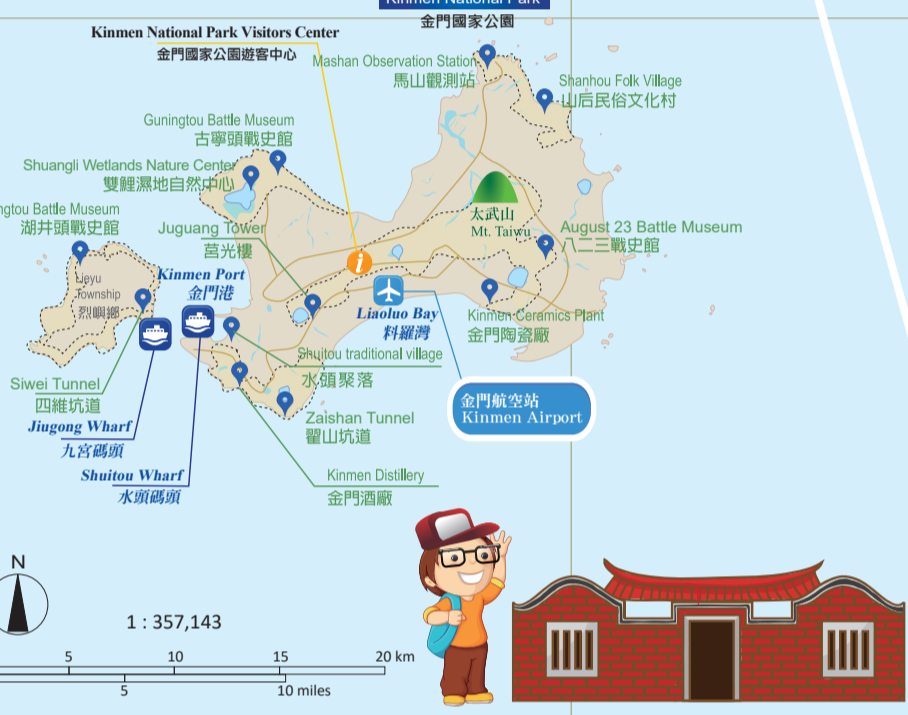 Kinmen National Park
金門國家公園
Kinmen National Park Visitors Center
金門國家公園遊客中心
Mashan Observation Station
馬山觀測站
Shanhou Folk Village
山后民俗文化村
Guningtou Battle Museum
古寧頭戰史館
Shuangli Wetlands Nature Center
雙鯉濕地自然中心
ngtou Battle Museum
湖井頭戰史館
Juguang Tower
莒光樓
太武山
Mt. Taiwu
August 23 Battle Museum
八二三戰史館
Lieyu
Township
烈嶼鄉
Kinmen Port
金門港
Liaoluo Bay
料羅灣
Kinmen Ceramics Plant
金門陶瓷廠
Shuitou traditional village
水頭聚落
Siwei Tunnel
四維坑道
金門航空站
Kinmen Airport
Jiugong Wharf
九宮碼頭
Zaishan Tunnel
翟山坑道
Shuitou Wharf
水頭碼頭
Kinmen Distillery
金門酒廠
N
1 : 357,143
5 10 15 20 km
5 10 miles